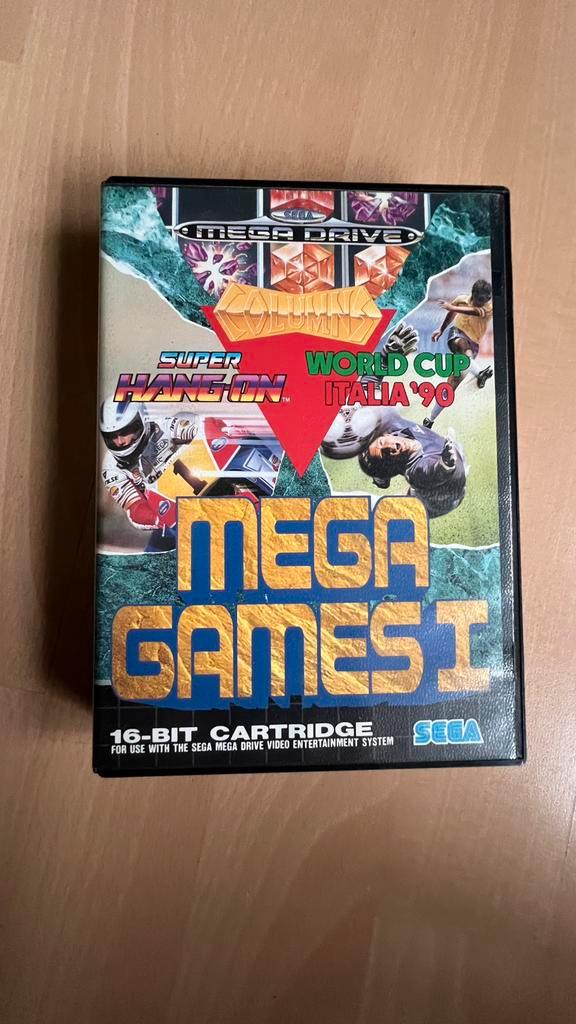 SEGA
MEGA DRIVE
COLUMNS
SUPER
HANG-ON™
WORLD CUP
ITALIA '90
MEGA
GAMES I
16-BIT CARTRIDGE
FOR USE WITH THE SEGA MEGA DRIVE VIDEO ENTERTAINMENT SYSTEM
SEGA